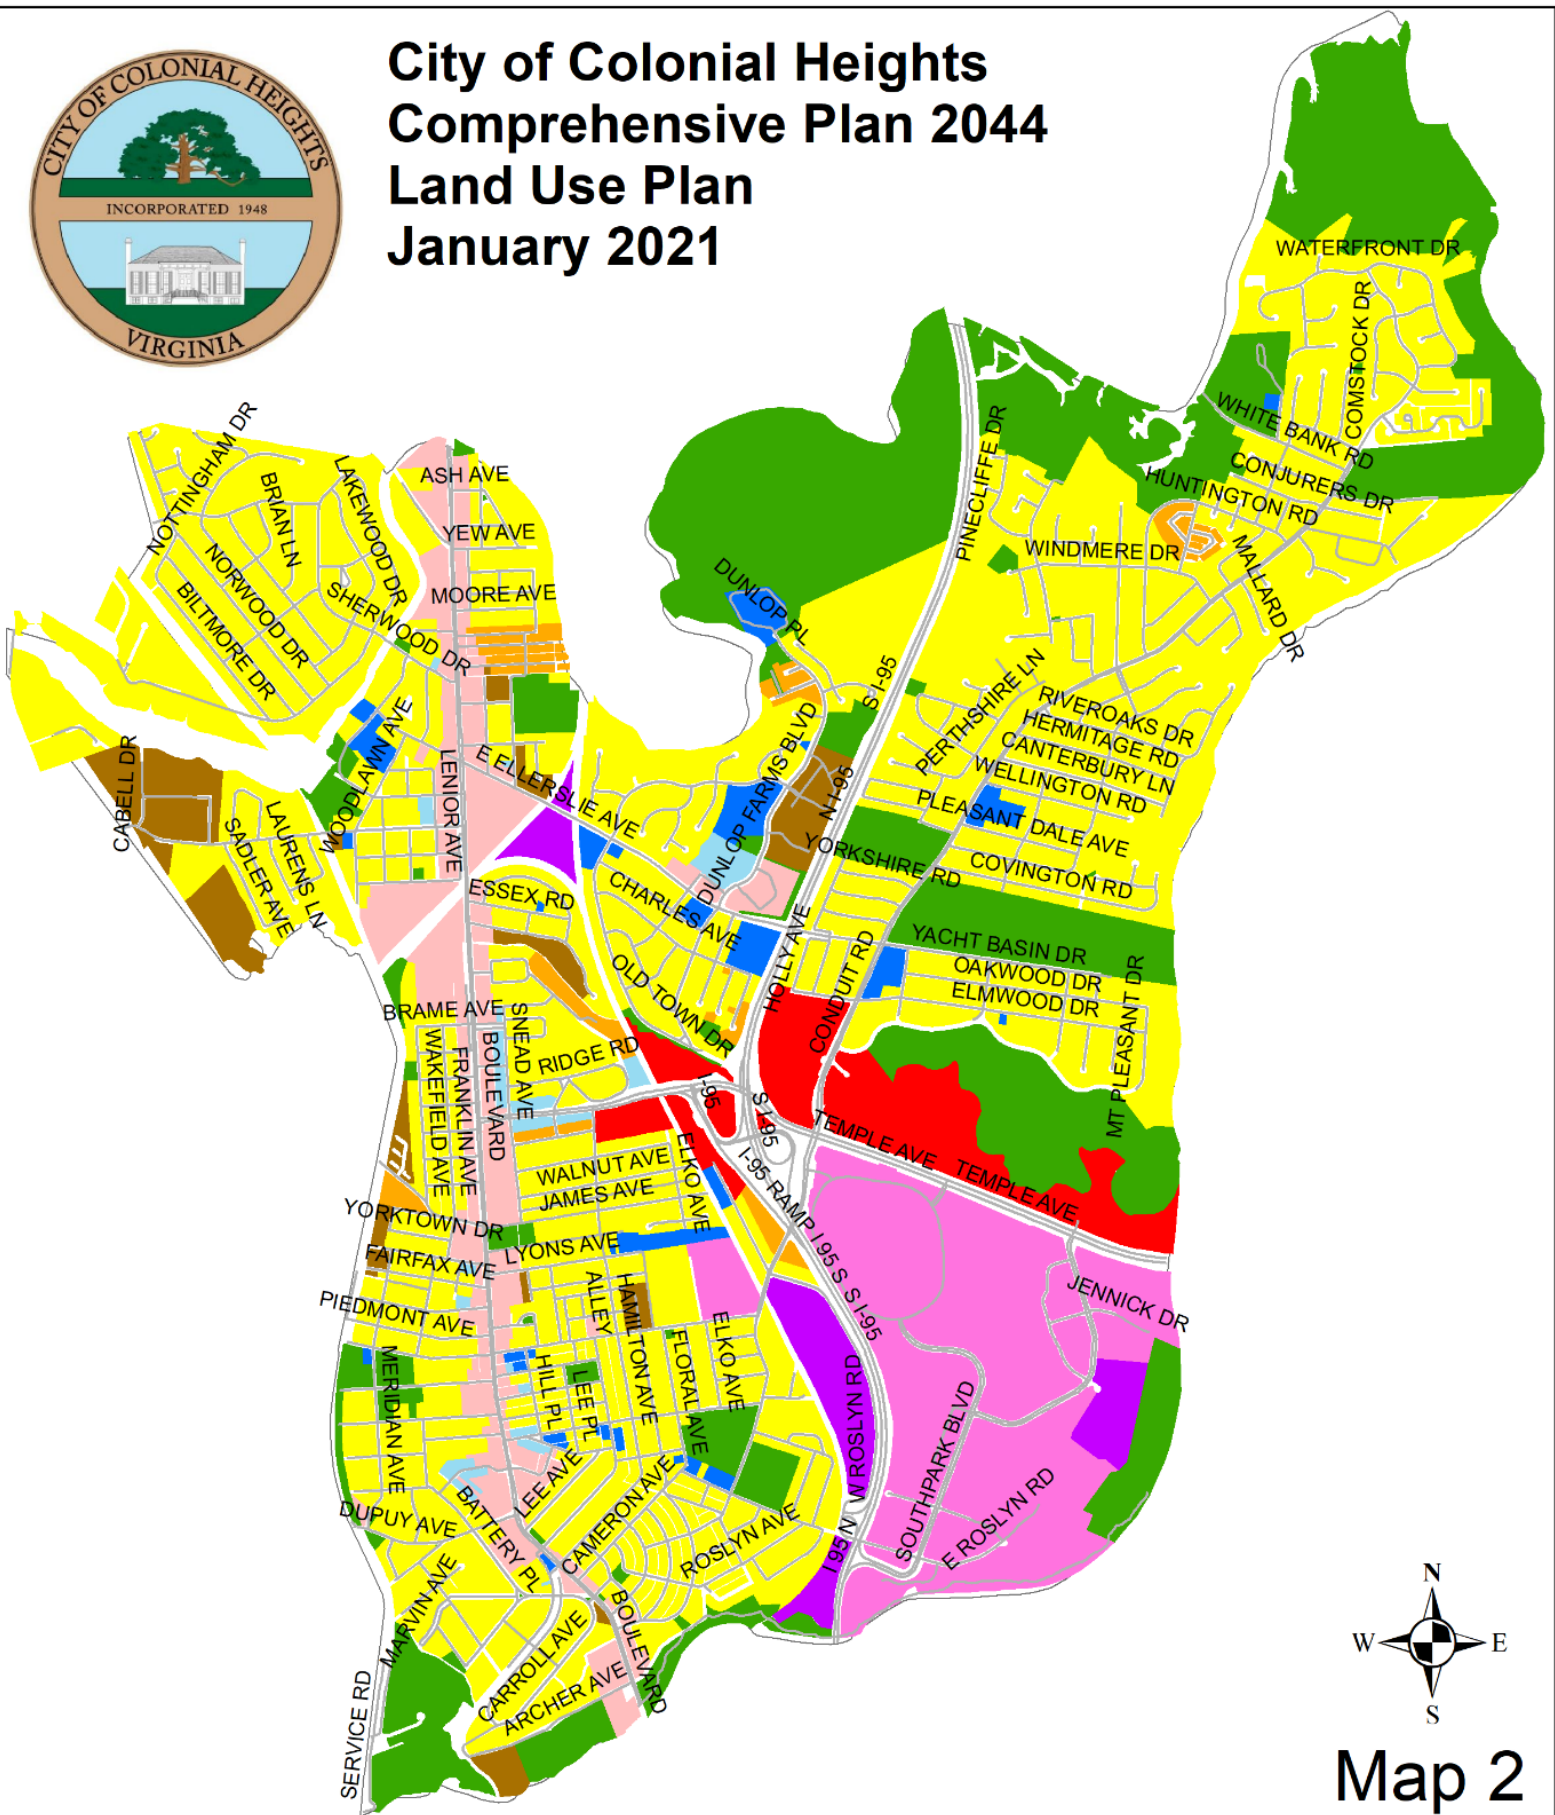 City of Colonial Heights
Comprehensive Plan 2044
Land Use Plan
January 2021
CITY OF COLONIAL HEIGHTS
INCORPORATED 1948
VIRGINIA
WATERFRONT DR
COMSTOCK DR
WHITE BANK RD
CONJURERS DR
HUNTINGTON RD
WINDMERE DR
MALLARD DR
PINECLIFFE DR
NOTTINGHAM DR
BRIAN LN
LAKEWOOD DR
ASH AVE
YEW AVE
NORWOOD DR
BILTMORE DR
SHERWOOD DR
MOORE AVE
DUNLOP PL
S I-95
PERTHSHIRE LN
RIVEROAKS DR
HERMITAGE RD
CANTERBURY LN
WELLINGTON RD
PLEASANT DALE AVE
COVINGTON RD
CABELL DR
WOODLAWN AVE
LENIOR AVE
E ELLERSLIE AVE
DUNLOP FARMS BLVD
N I-95
YORKSHIRE RD
LAURENS LN
SADLER AVE
ESSEX RD
CHARLES AVE
HOLLY AVE
CONDUIT RD
YACHT BASIN DR
OAKWOOD DR
ELMWOOD DR
MT PLEASANT DR
OLD TOWN DR
BRAME AVE
SNEAD AVE
RIDGE RD
WAKEFIELD AVE
FRANKLIN AVE
BOULEVARD
I-95
S I-95
TEMPLE AVE
TEMPLE AVE
WALNUT AVE
JAMES AVE
ELKO AVE
I-95 RAMP
I 95 S
S I-95
YORKTOWN DR
LYONS AVE
FAIRFAX AVE
PIEDMONT AVE
ALLEY
HAMILTON AVE
FLORAL AVE
ELKO AVE
JENNICK DR
MERIDIAN AVE
HILL PL
LEE PL
W ROSLYN RD
SOUTHPARK BLVD
E ROSLYN RD
LEE AVE
BATTERY PL
CAMERON AVE
DUPUY AVE
ROSLYN AVE
I 95 N
MARVIN AVE
CARROLL AVE
BOULEVARD
ARCHER AVE
SERVICE RD
N
W
E
S
Map 2